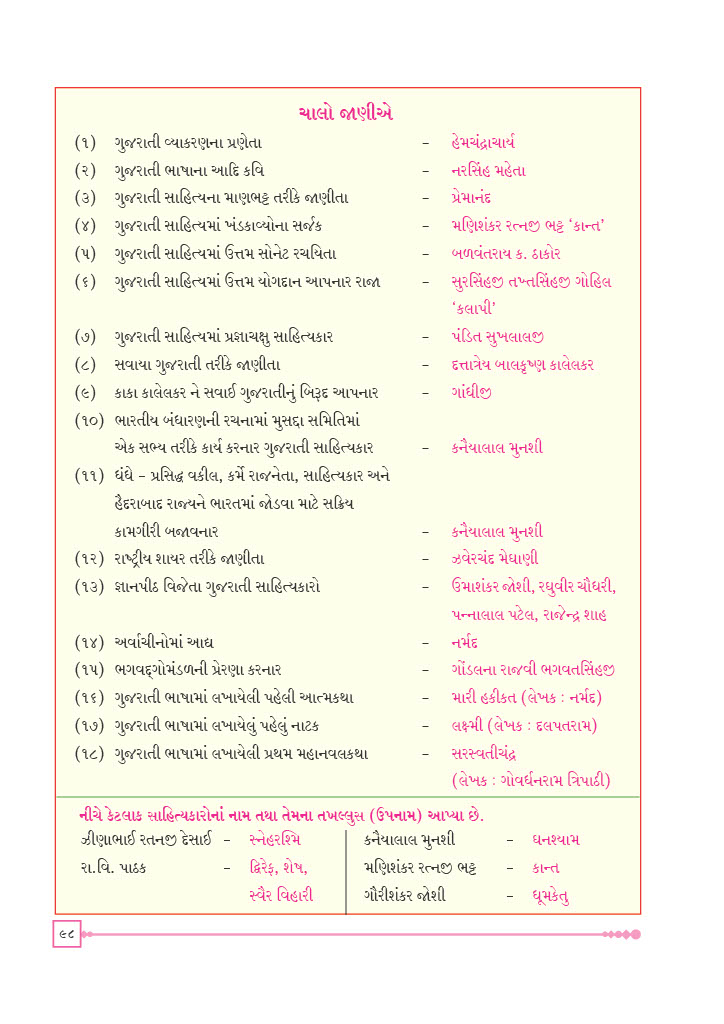 ચાલો જાણીએ
(૧) ગુજરાતી વ્યાકરણના પ્રણેતા – હેમચંદ્રાચાર્ય
(૨) ગુજરાતી ભાષાના આદિ કવિ – નરસિંહ મહેતા
(૩) ગુજરાતી સાહિત્યના માણભટ્ટ તરીકે જાણીતા – પ્રેમાનંદ
(૪) ગુજરાતી સાહિત્યમાં ખંડકાવ્યોના સર્જક – મણિશંકર રત્નજી ભટ્ટ ‘કાન્ત’
(૫) ગુજરાતી સાહિત્યમાં ઉત્તમ સોનેટ રચયિતા – બળવંતરાય ક. ઠાકોર
(૬) ગુજરાતી સાહિત્યમાં ઉત્તમ યોગદાન આપનાર રાજા – સુરસિંહજી તખ્તસિંહજી ગોહિલ
‘કલાપી’
(૭) ગુજરાતી સાહિત્યમાં પ્રજ્ઞાચક્ષુ સાહિત્યકાર – પંડિત સુખલાલજી
(૮) સવાયા ગુજરાતી તરીકે જાણીતા – દત્તાત્રેય બાલકૃષ્ણ કાલેલકર
(૯) કાકા કાલેલકર ને સવાઈ ગુજરાતીનું બિરૂદ આપનાર – ગાંધીજી
(૧૦) ભારતીય બંધારણની રચનામાં મુસદ્દા સમિતિમાં
એક સભ્ય તરીકે કાર્ય કરનાર ગુજરાતી સાહિત્યકાર – કનૈયાલાલ મુનશી
(૧૧) ધંધે – પ્રસિદ્ધ વકીલ, કર્મે રાજનેતા, સાહિત્યકાર અને
હૈદરાબાદ રાજ્યને ભારતમાં જોડવા માટે સક્રિય
કામગીરી બજાવનાર – કનૈયાલાલ મુનશી
(૧૨) રાષ્ટ્રીય શાયર તરીકે જાણીતા – ઝવેરચંદ મેઘાણી
(૧૩) જ્ઞાનપીઠ વિજેતા ગુજરાતી સાહિત્યકારો – ઉમાશંકર જોશી, રઘુવીર ચૌધરી,
પન્નાલાલ પટેલ, રાજેન્દ્ર શાહ
(૧૪) અર્વાચીનોમાં આદ્ય – નર્મદ
(૧૫) ભગવદ્ગોમંડળની પ્રેરણા કરનાર – ગોંડલના રાજવી ભગવતસિંહજી
(૧૬) ગુજરાતી ભાષામાં લખાયેલી પહેલી આત્મકથા – મારી હકીકત (લેખક : નર્મદ)
(૧૭) ગુજરાતી ભાષામાં લખાયેલું પહેલું નાટક – લક્ષ્મી (લેખક : દલપતરામ)
(૧૮) ગુજરાતી ભાષામાં લખાયેલી પ્રથમ મહાનવલકથા – સરસ્વતીચંદ્ર
(લેખક : ગોવર્ધનરામ ત્રિપાઠી)
નીચે કેટલાક સાહિત્યકારોનાં નામ તથા તેમના તખલ્લુસ (ઉપનામ) આપ્યા છે.
ઝીણાભાઈ રતનજી દેસાઈ – સ્નેહરશ્મિ
રા.વિ. પાઠક – દ્વિરેફ, શેષ,
સ્વૈર વિહારી
કનૈયાલાલ મુનશી – ઘનશ્યામ
મણિશંકર રત્નજી ભટ્ટ – કાન્ત
ગૌરીશંકર જોશી – ધૂમકેતુ
૯૮